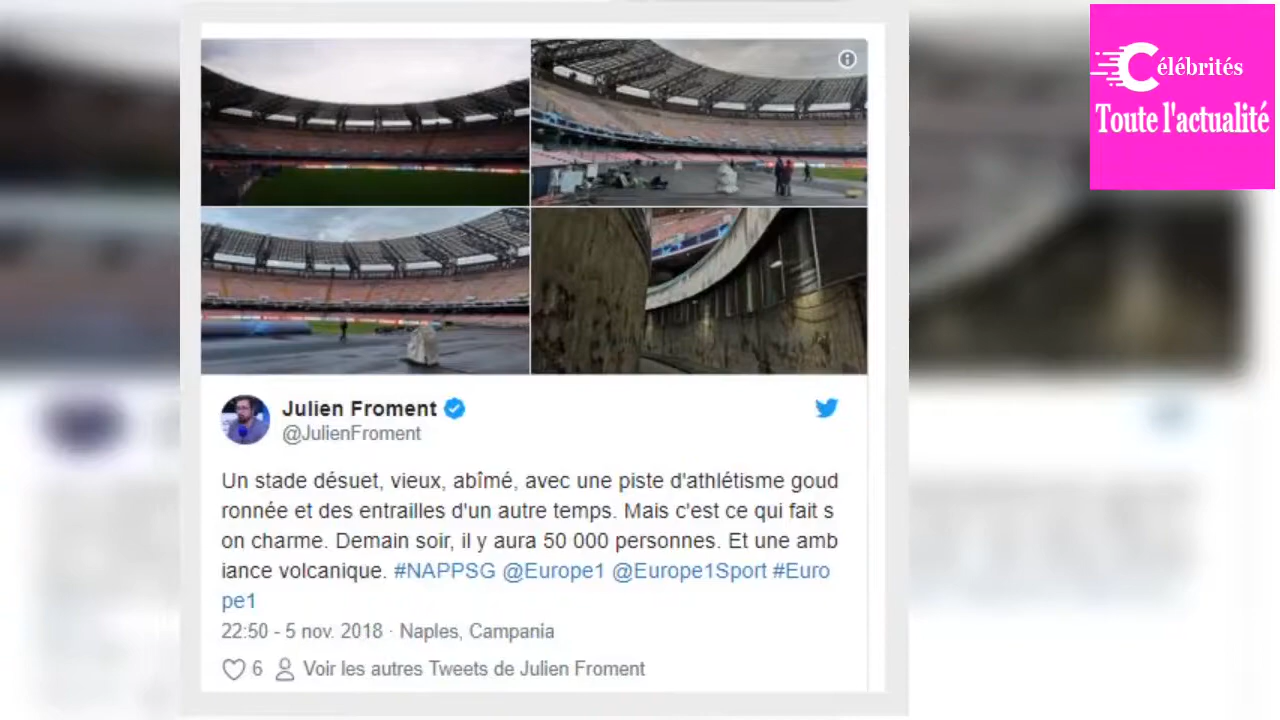 Célébrités
Toute l'actualité
Julien Froment
@JulienFroment
Un stade désuet, vieux, abîmé, avec une piste d'athlétisme goud
ronnée et des entrailles d'un autre temps. Mais c'est ce qui fait s
on charme. Demain soir, il y aura 50 000 personnes. Et une amb
iance volcanique. #NAPPSG @Europe1 @Europe1Sport #Euro
pe1
22:50 - 5 nov. 2018 · Naples, Campania
6 Voir les autres Tweets de Julien Froment